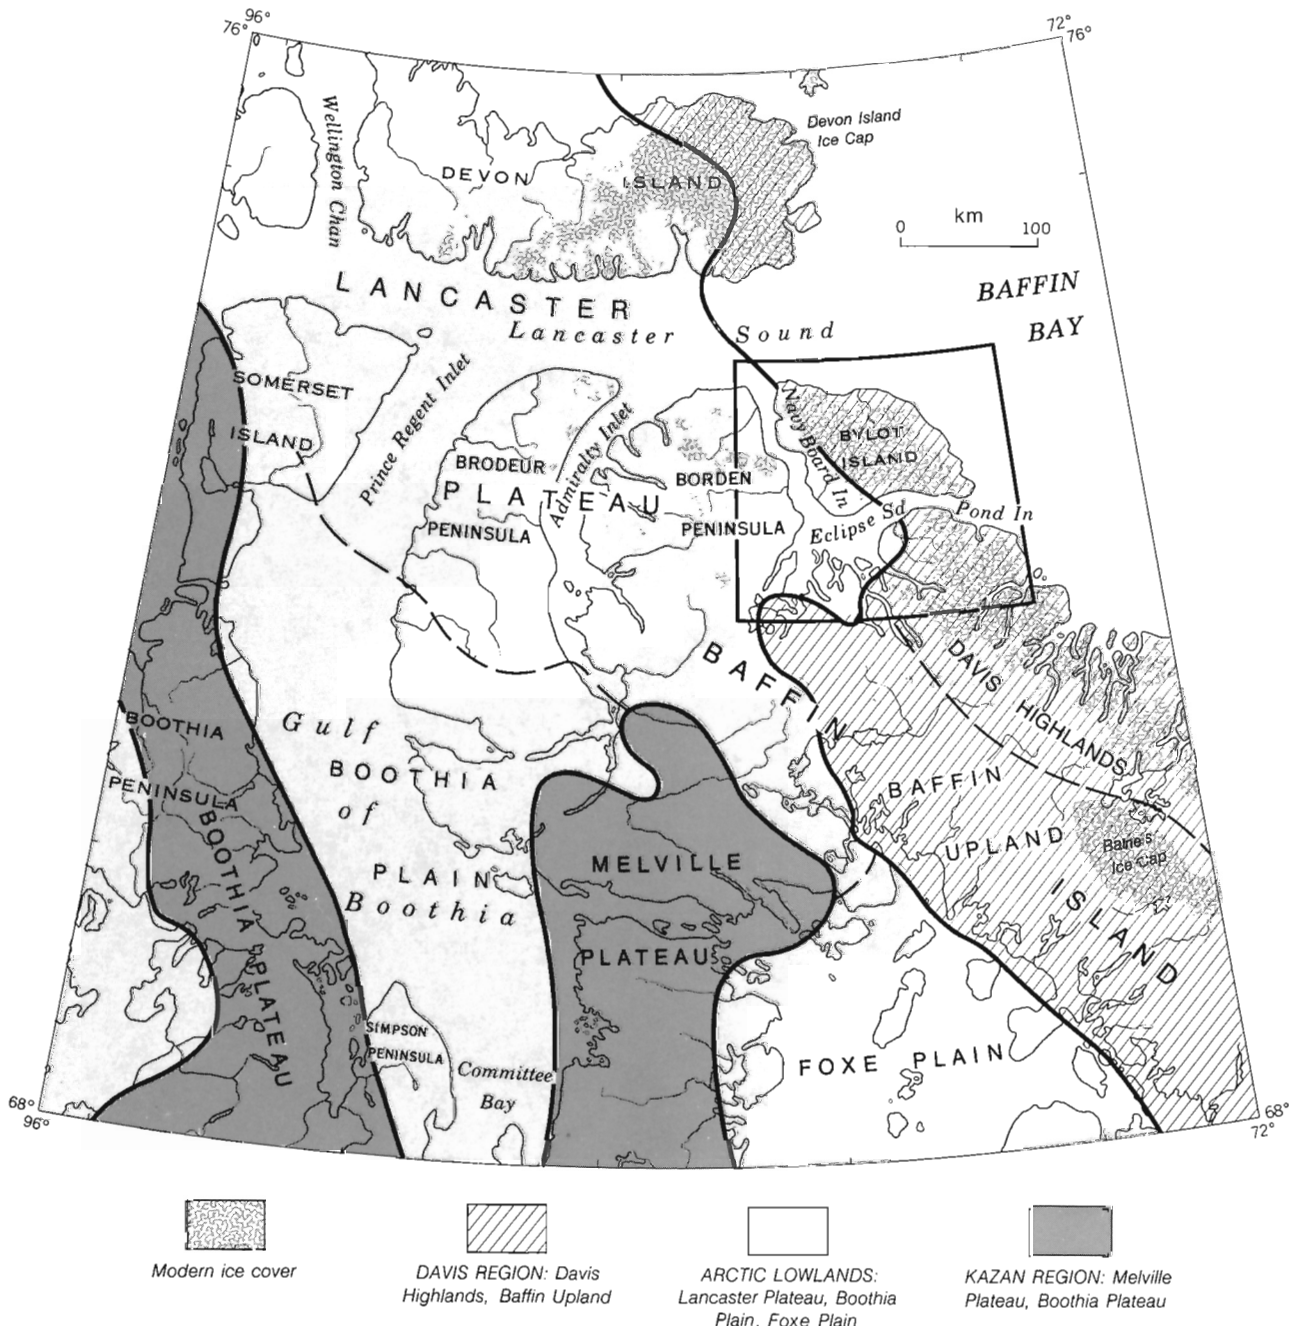 96°
76°
72°
76°
Wellington Chan
Devon Island
Ice Cap
DEVON
ISLAND
km
0 100
LANCASTER
BAFFIN
BAY
Lancaster Sound
SOMERSET
ISLAND
Prince Regent Inlet
Admiralty Inlet
Navy Board In
BYLOT
ISLAND
BRODEUR
BORDEN
PLATEAU
PENINSULA
PENINSULA
Eclipse Sd
Pond In
BAFFIN
DAVIS
HIGHLANDS
BOOTHIA
PENINSULA
Gulf
BOOTHIA
of
BAFFIN
UPLAND
BOOTHIA
PLATEAU
PLAIN
Boothia
MELVILLE
PLATEAU
Barnes
Ice Cap
ISLAND
SIMPSON
PENINSULA
Committee
Bay
FOXE PLAIN
68°
96°
68°
72°
Modern ice cover
DAVIS REGION: Davis
Highlands, Baffin Upland
ARCTIC LOWLANDS:
Lancaster Plateau, Boothia
Plain, Foxe Plain
KAZAN REGION: Melville
Plateau, Boothia Plateau